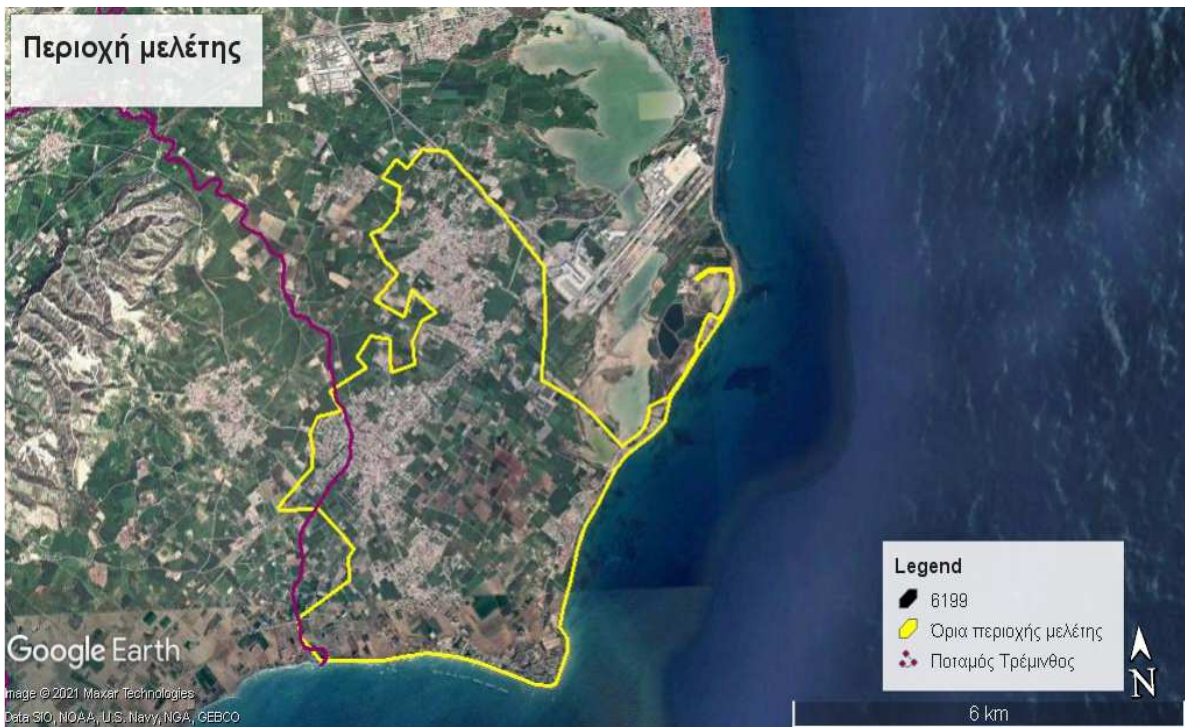 Περιοχή μελέτης
Legend
6199
Όρια περιοχής μελέτης
Ποταμός Τρέμινθος
N
6 km
Google Earth
mage © 2021 Maxar Technologies
Data SIO, NOAA, U.S. Navy, NGA, GEBCO